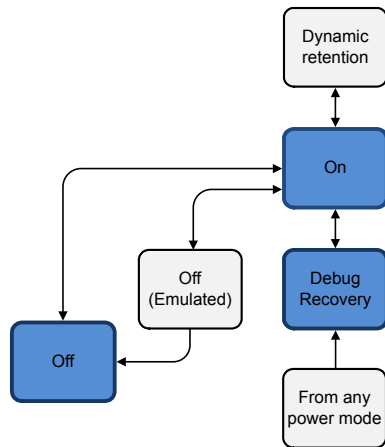 Dynamic
retention
On
Off
(Emulated)
Debug
Recovery
Off
From any
power mode